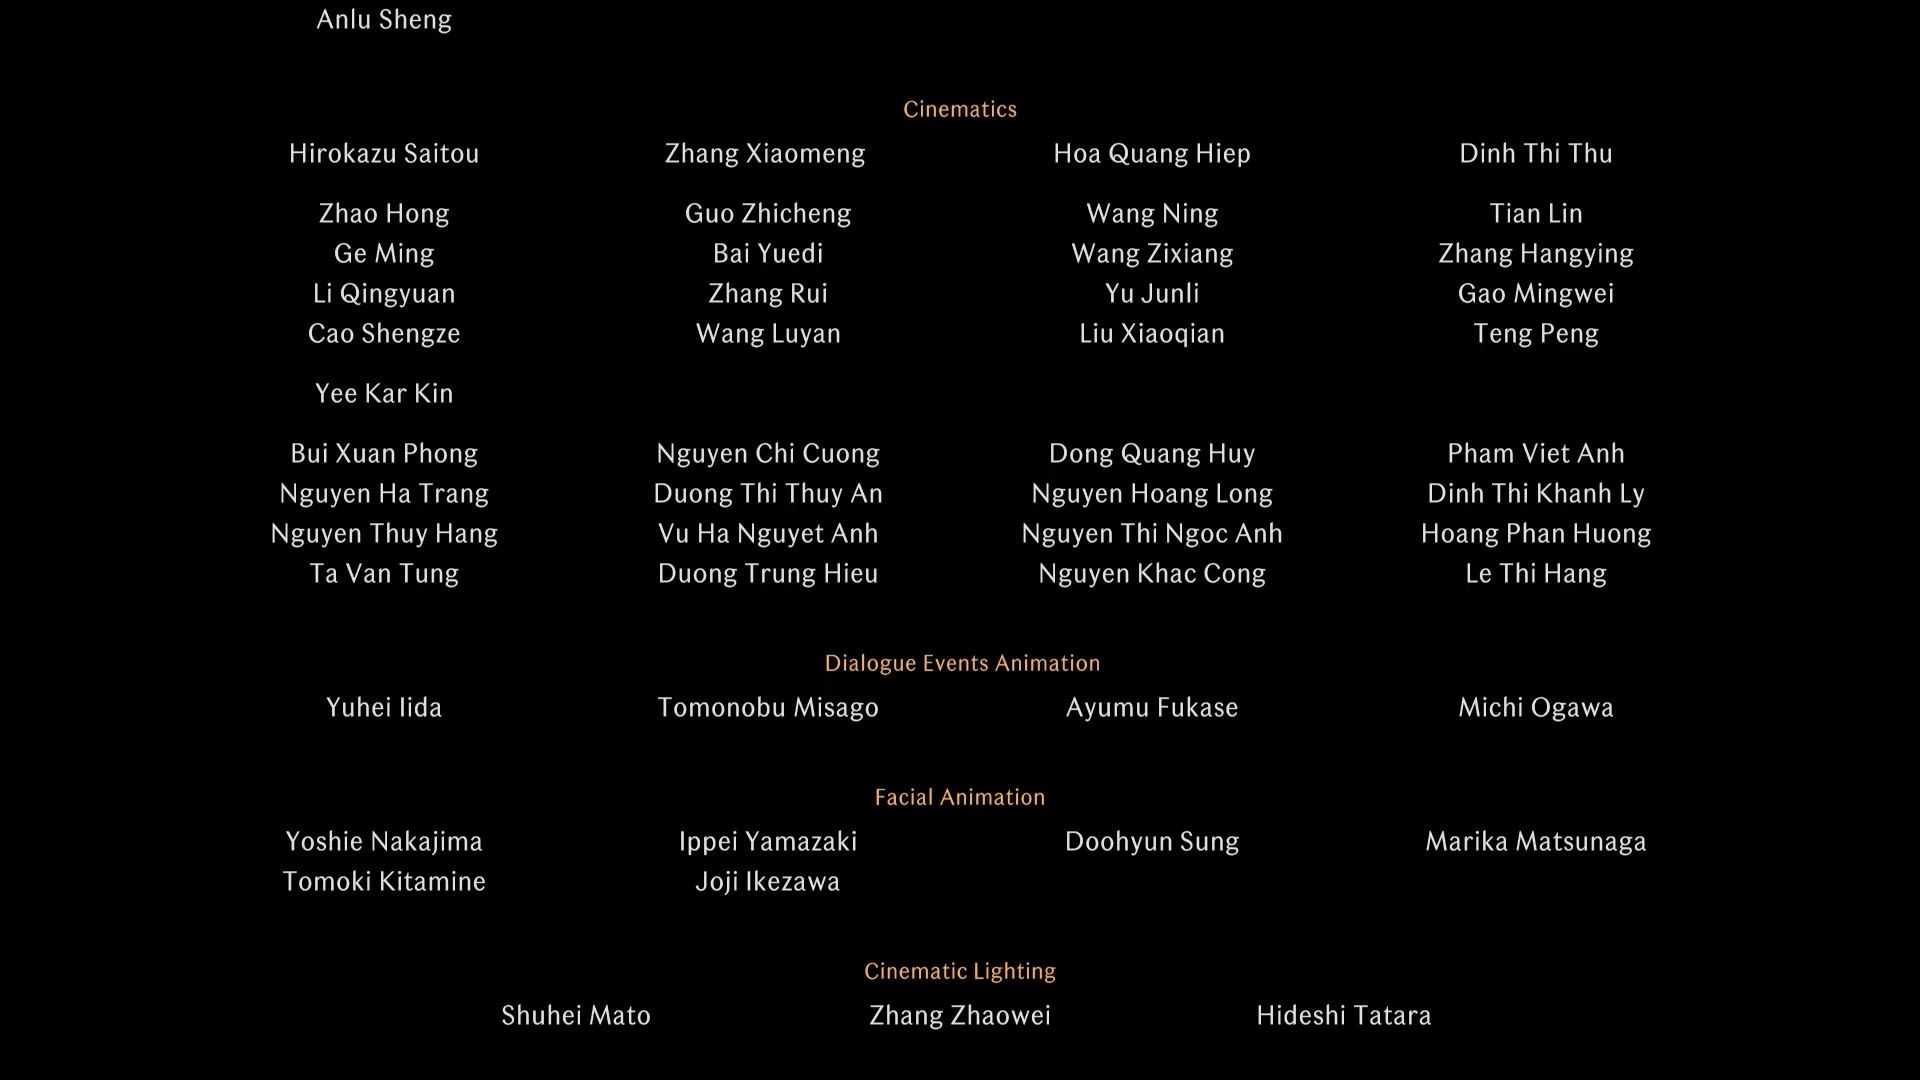 Anlu Sheng
Cinematics
Hirokazu Saitou Zhang Xiaomeng Hoa Quang Hiep Dinh Thi Thu
Zhao Hong Guo Zhicheng Wang Ning Tian Lin
Ge Ming Bai Yuedi Wang Zixiang Zhang Hangying
Li Qingyuan Zhang Rui Yu Junli Gao Mingwei
Cao Shengze Wang Luyan Liu Xiaoqian Teng Peng
Yee Kar Kin
Bui Xuan Phong Nguyen Chi Cuong Dong Quang Huy Pham Viet Anh
Nguyen Ha Trang Duong Thi Thuy An Nguyen Hoang Long Dinh Thi Khanh Ly
Nguyen Thuy Hang Vu Ha Nguyet Anh Nguyen Thi Ngoc Anh Hoang Phan Huong
Ta Van Tung Duong Trung Hieu Nguyen Khac Cong Le Thi Hang
Dialogue Events Animation
Yuhei Iida Tomonobu Misago Ayumu Fukase Michi Ogawa
Facial Animation
Yoshie Nakajima Ippei Yamazaki Doohyun Sung Marika Matsunaga
Tomoki Kitamine Joji Ikezawa
Cinematic Lighting
Shuhei Mato Zhang Zhaowei Hideshi Tatara